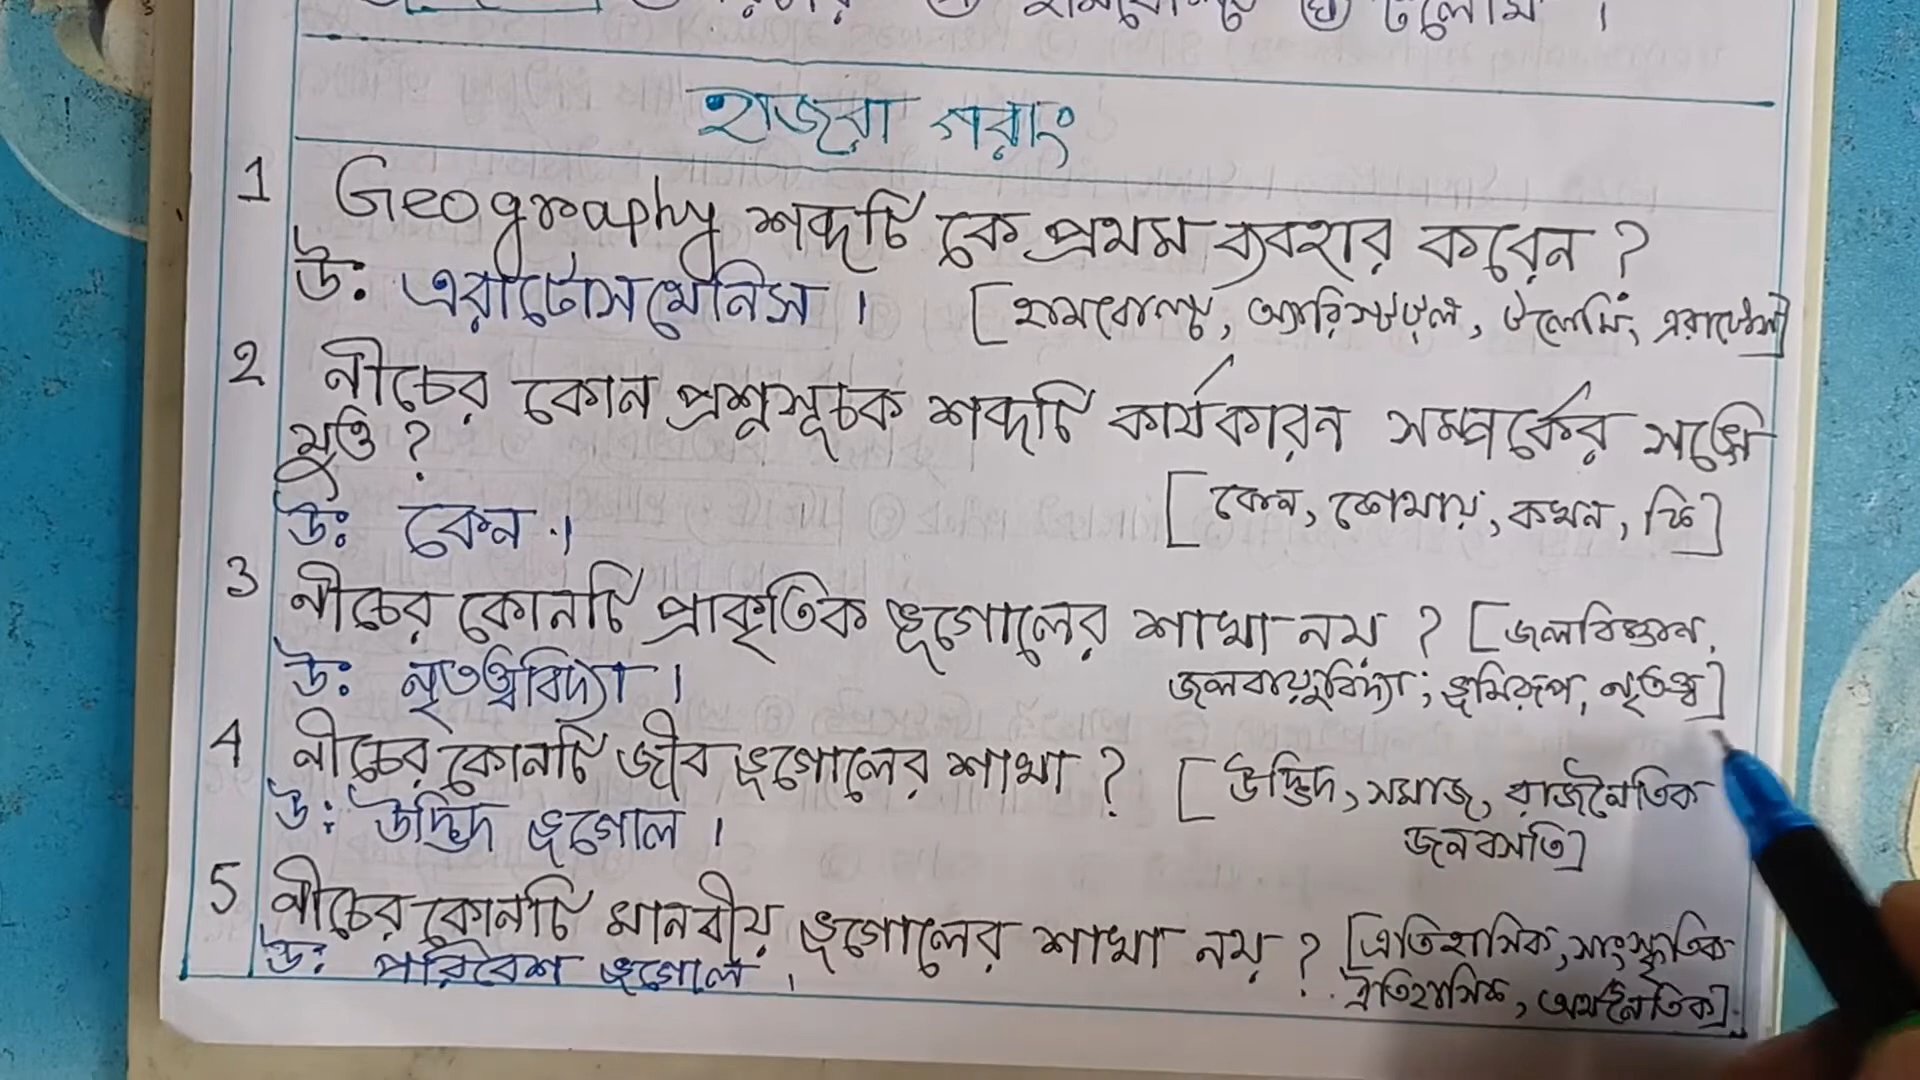 টলেমি ।
হাজরা গরাং
1 Geography শব্দটি কে প্রথম ব্যবহার করেন ?
উঃ এরাটোসথেনিস । [হামবোল্ট, অ্যারিস্টটল, টলেমি, এরাটোস]
2 নীচের কোন প্রশ্নসূচক শব্দটি কার্যকারন সম্পর্কের সঙ্গে
যুক্ত ?
[কেন, কোথায়, কখন, কি]
উঃ কেন ।
3 নীচের কোনটি প্রাকৃতিক ভূগোলের শাখা নয় ? [জলবিজ্ঞান,
উঃ নৃতত্ত্ববিদ্যা । জলবায়ুবিদ্যা, ভূমিরূপ, নৃতত্ত্ব]
4 নীচের কোনটি জীব ভূগোলের শাখা ? [উদ্ভিদ, সমাজ, রাজনৈতিক
উঃ উদ্ভিদ ভূগোল । জনবসতি]
5 নীচের কোনটি মানবীয় ভূগোলের শাখা নয় ? [ঐতিহাসিক, সাংস্কৃতিক
উঃ পরিবেশ ভূগোল । ঐতিহাসিক, অর্থনৈতিক]